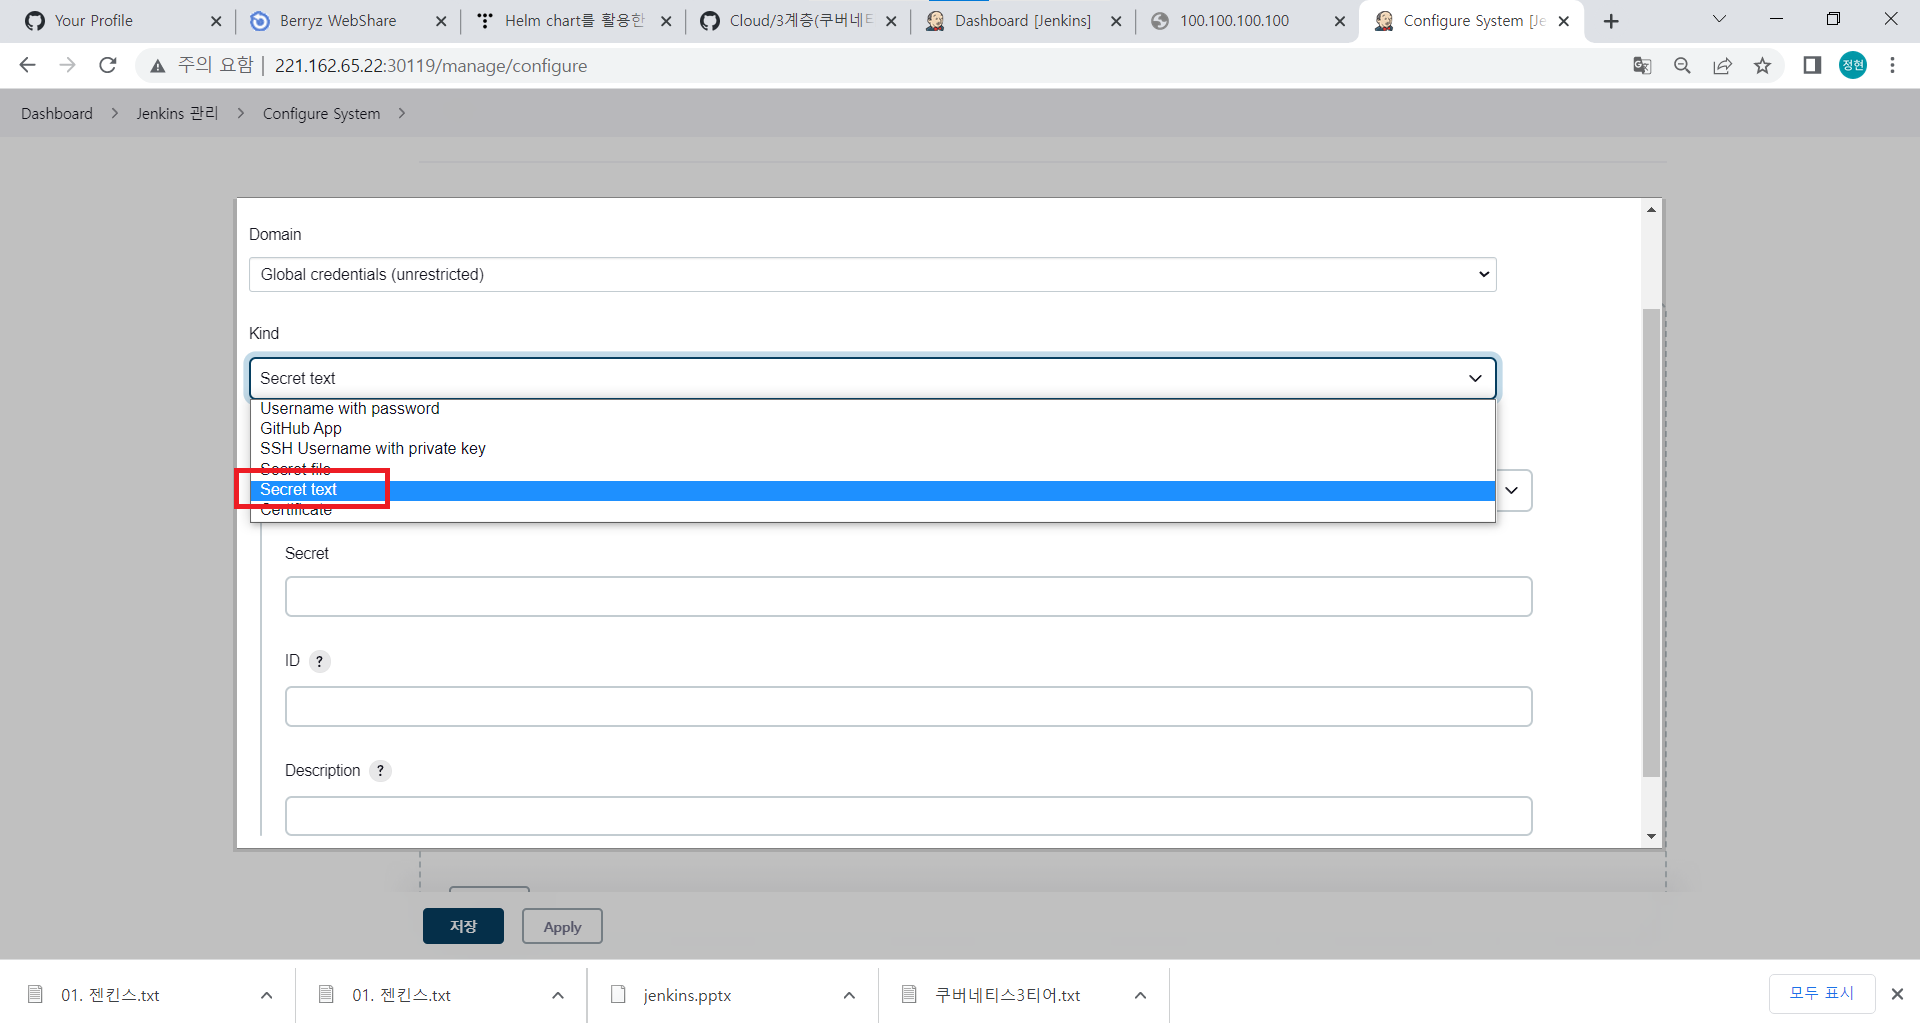 Your Profile
Berryz WebShare
Helm chart를 활용한
Cloud/3계층(쿠버네티
Dashboard [Jenkins]
100.100.100.100
Configure System [Je
주의 요함 | 221.162.65.22:30119/manage/configure
정현
Dashboard
Jenkins 관리
Configure System
Domain
Global credentials (unrestricted)
Kind
Secret text
Username with password
GitHub App
SSH Username with private key
Secret file
Secret text
Certificate
Secret
ID ?
Description ?
저장
Apply
01. 젠킨스.txt
01. 젠킨스.txt
jenkins.pptx
쿠버네티스3티어.txt
모두 표시